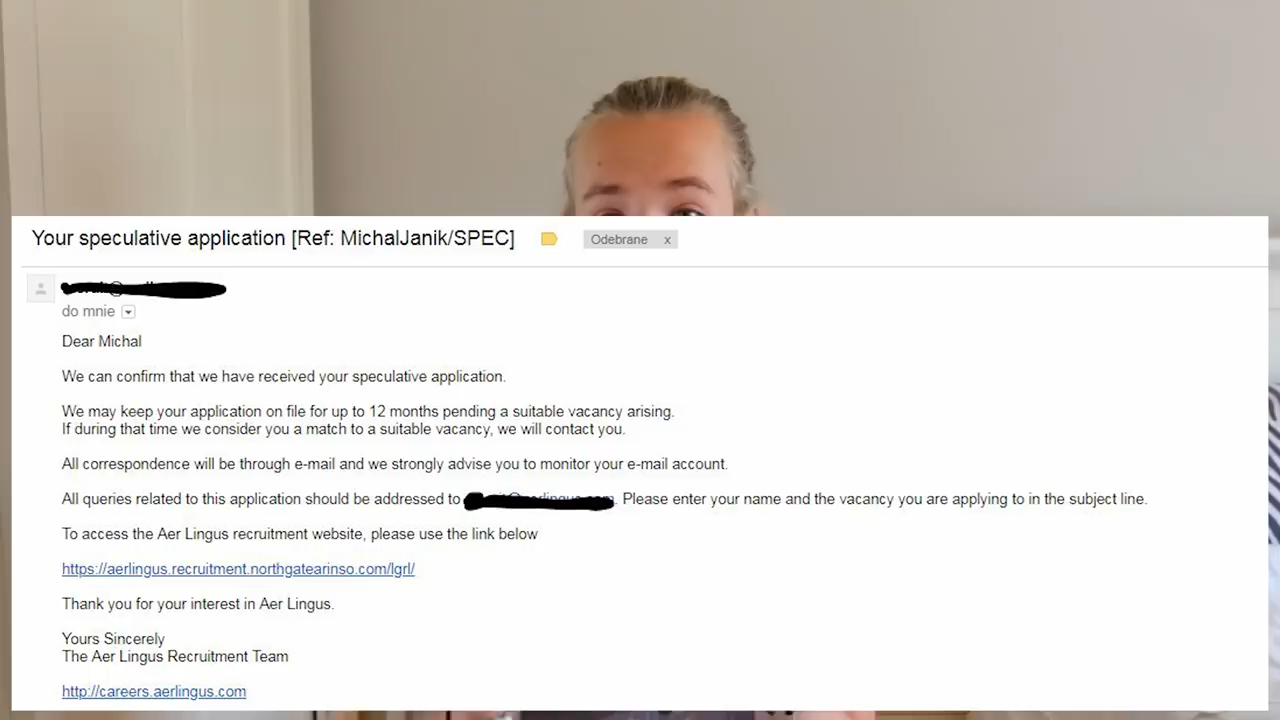 Your speculative application [Ref: MichalJanik/SPEC]
Odebrane x
do mnie
Dear Michal
We can confirm that we have received your speculative application.
We may keep your application on file for up to 12 months pending a suitable vacancy arising.
If during that time we consider you a match to a suitable vacancy, we will contact you.
All correspondence will be through e-mail and we strongly advise you to monitor your e-mail account.
All queries related to this application should be addressed to . Please enter your name and the vacancy you are applying to in the subject line.
To access the Aer Lingus recruitment website, please use the link below
https://aerlingus.recruitment.northgatearinso.com/lgrl/
Thank you for your interest in Aer Lingus.
Yours Sincerely
The Aer Lingus Recruitment Team
http://careers.aerlingus.com